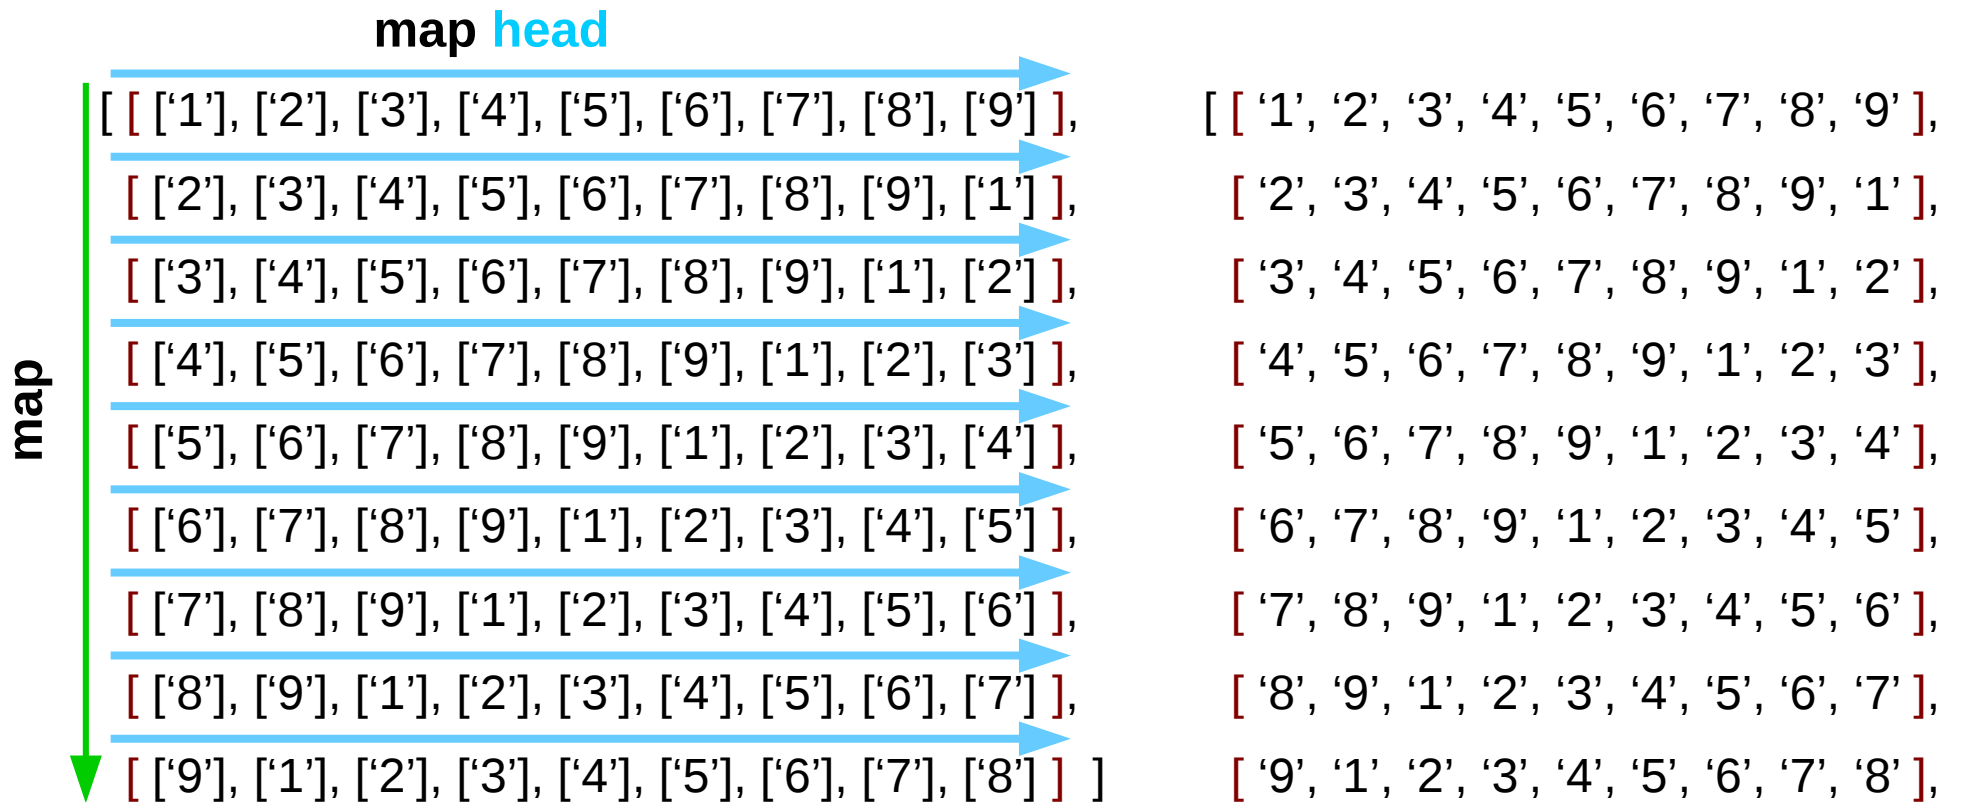 map head
map
[ [ [‘1’], [‘2’], [‘3’], [‘4’], [‘5’], [‘6’], [‘7’], [‘8’], [‘9’] ], [ [ ‘1’, ‘2’, ‘3’, ‘4’, ‘5’, ‘6’, ‘7’, ‘8’, ‘9’ ],
[ [‘2’], [‘3’], [‘4’], [‘5’], [‘6’], [‘7’], [‘8’], [‘9’], [‘1’] ], [ ‘2’, ‘3’, ‘4’, ‘5’, ‘6’, ‘7’, ‘8’, ‘9’, ‘1’ ],
[ [‘3’], [‘4’], [‘5’], [‘6’], [‘7’], [‘8’], [‘9’], [‘1’], [‘2’] ], [ ‘3’, ‘4’, ‘5’, ‘6’, ‘7’, ‘8’, ‘9’, ‘1’, ‘2’ ],
[ [‘4’], [‘5’], [‘6’], [‘7’], [‘8’], [‘9’], [‘1’], [‘2’], [‘3’] ], [ ‘4’, ‘5’, ‘6’, ‘7’, ‘8’, ‘9’, ‘1’, ‘2’, ‘3’ ],
[ [‘5’], [‘6’], [‘7’], [‘8’], [‘9’], [‘1’], [‘2’], [‘3’], [‘4’] ], [ ‘5’, ‘6’, ‘7’, ‘8’, ‘9’, ‘1’, ‘2’, ‘3’, ‘4’ ],
[ [‘6’], [‘7’], [‘8’], [‘9’], [‘1’], [‘2’], [‘3’], [‘4’], [‘5’] ], [ ‘6’, ‘7’, ‘8’, ‘9’, ‘1’, ‘2’, ‘3’, ‘4’, ‘5’ ],
[ [‘7’], [‘8’], [‘9’], [‘1’], [‘2’], [‘3’], [‘4’], [‘5’], [‘6’] ], [ ‘7’, ‘8’, ‘9’, ‘1’, ‘2’, ‘3’, ‘4’, ‘5’, ‘6’ ],
[ [‘8’], [‘9’], [‘1’], [‘2’], [‘3’], [‘4’], [‘5’], [‘6’], [‘7’] ], [ ‘8’, ‘9’, ‘1’, ‘2’, ‘3’, ‘4’, ‘5’, ‘6’, ‘7’ ],
[ [‘9’], [‘1’], [‘2’], [‘3’], [‘4’], [‘5’], [‘6’], [‘7’], [‘8’] ] ] [ ‘9’, ‘1’, ‘2’, ‘3’, ‘4’, ‘5’, ‘6’, ‘7’, ‘8’ ],